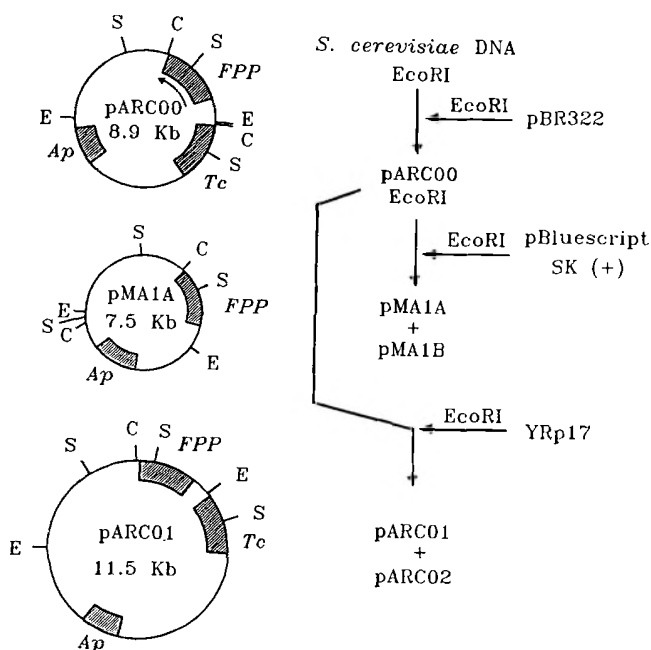 S
C
S
FPP
pARC00
8.9 Kb
E
E
C
Ap
S
Tc
S
C
S
pMA1A
FPP
7.5 Kb
E
S
C
E
Ap
C
S
FPP
S
E
S
Tc
E
pARC01
11.5 Kb
Ap
S. cerevisiae DNA
EcoRI
EcoRI
pBR322
pARC00
EcoRI
EcoRI
pBluescript
SK (+)
pMA1A
+
pMA1B
EcoRI
YRp17
pARC01
+
pARC02